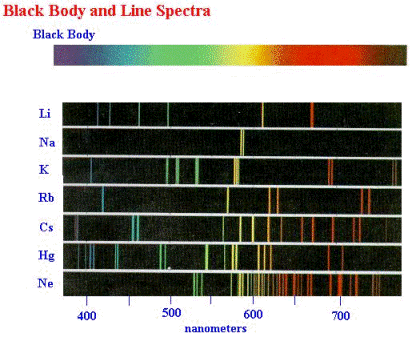 Black Body and Line Spectra
Black Body
Li
Na
K
Rb
Cs
Hg
Ne
400 500 600 700
nanometers